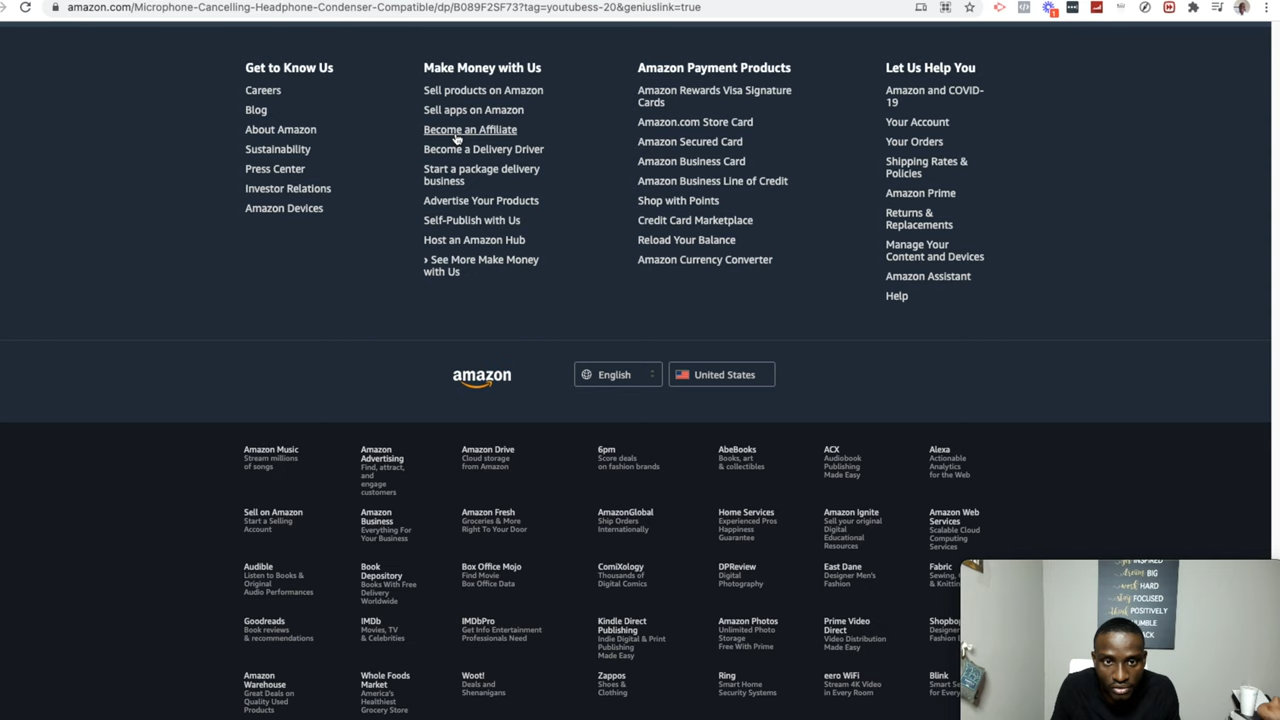 amazon.com/Microphone-Cancelling-Headphone-Condenser-Compatible/dp/B089F2SF73?tag=youtubess-20&geniuslink=true
Get to Know Us
Careers
Blog
About Amazon
Sustainability
Press Center
Investor Relations
Amazon Devices
Make Money with Us
Sell products on Amazon
Sell apps on Amazon
Become an Affiliate
Become a Delivery Driver
Start a package delivery
business
Advertise Your Products
Self-Publish with Us
Host an Amazon Hub
› See More Make Money
with Us
Amazon Payment Products
Amazon Rewards Visa Signature
Cards
Amazon.com Store Card
Amazon Secured Card
Amazon Business Card
Amazon Business Line of Credit
Shop with Points
Credit Card Marketplace
Reload Your Balance
Amazon Currency Converter
Let Us Help You
Amazon and COVID-
19
Your Account
Your Orders
Shipping Rates &
Policies
Amazon Prime
Returns &
Replacements
Manage Your
Content and Devices
Amazon Assistant
Help
amazon
English
United States
Amazon Music
Stream millions
of songs
Amazon
Advertising
Find, attract,
and
engage
customers
Amazon Drive
Cloud storage
from Amazon
6pm
Score deals
on fashion brands
AbeBooks
Books, art
& collectibles
ACX
Audiobook
Publishing
Made Easy
Alexa
Actionable
Analytics
for the Web
Sell on Amazon
Start a Selling
Account
Amazon
Business
Everything For
Your Business
Amazon Fresh
Groceries & More
Right To Your Door
AmazonGlobal
Ship Orders
Internationally
Home Services
Experienced Pros
Happiness
Guarantee
Amazon Ignite
Sell your original
Digital
Educational
Resources
Amazon Web
Services
Scalable Cloud
Computing
Services
Audible
Listen to Books &
Original
Audio Performances
Book
Depository
Books With Free
Delivery
Worldwide
Box Office Mojo
Find Movie
Box Office Data
ComiXology
Thousands of
Digital Comics
DPReview
Digital
Photography
East Dane
Designer Men's
Fashion
Fabric
Sewing,
& Knitti
Goodreads
Book reviews
& recommendations
IMDb
Movies, TV
& Celebrities
IMDbPro
Get Info Entertainment
Professionals Need
Kindle Direct
Publishing
Indie Digital & Print
Publishing
Made Easy
Amazon Photos
Unlimited Photo
Storage
Free With Prime
Prime Video
Direct
Video Distribution
Made Easy
Shopbo
Designer
Fashion
Amazon
Warehouse
Great Deals on
Quality Used
Products
Whole Foods
Market
America's
Healthiest
Grocery Store
Woot!
Deals and
Shenanigans
Zappos
Shoes &
Clothing
Ring
Smart Home
Security Systems
eero WiFi
Stream 4K Video
in Every Room
Blink
Smart Se
for Every
INSPIRED
dream BIG
work HARD
stay FOCUSED
think POSITIVELY